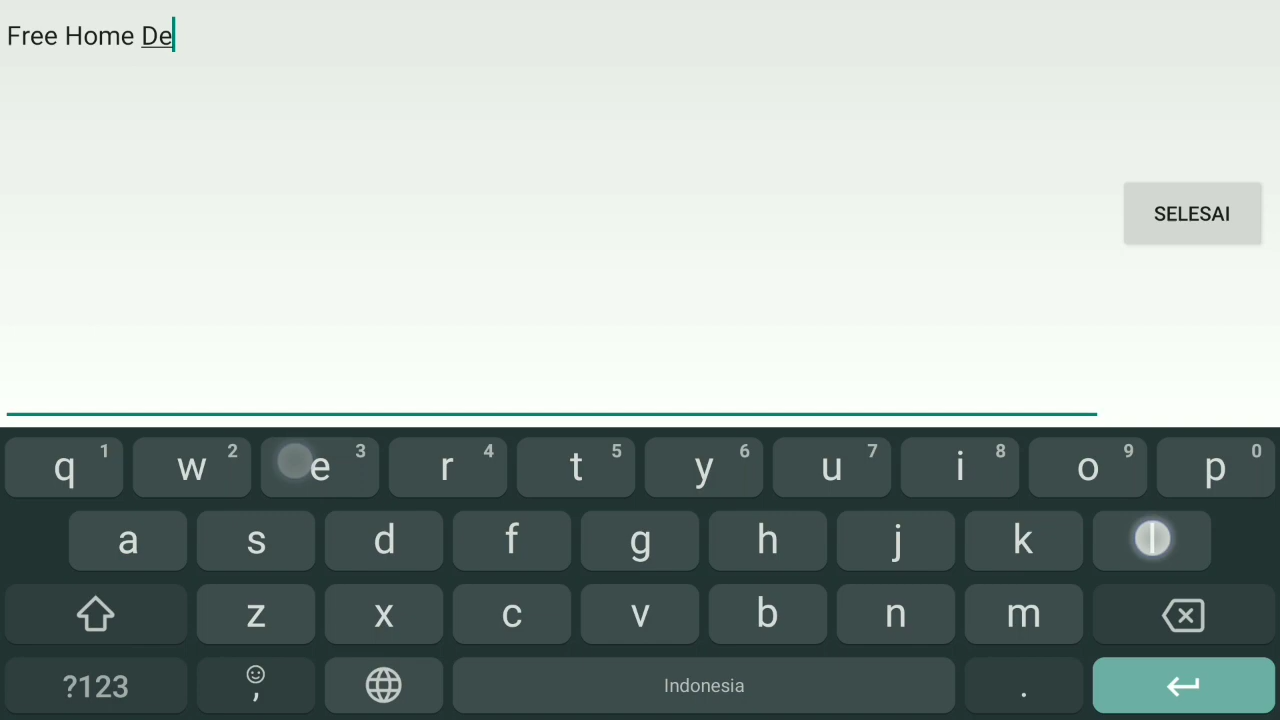 Free Home De
SELESAI
q 1 w 2 e 3 r 4 t 5 y 6 u 7 i 8 o 9 p 0
a s d f g h j k l
z x c v b n m
?123 , Indonesia .